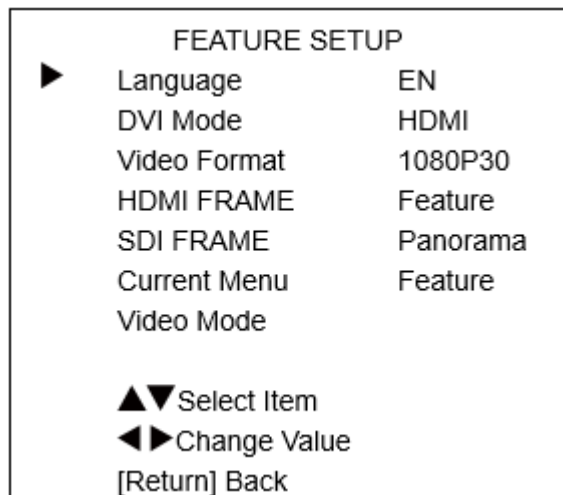 FEATURE SETUP
▶ Language EN
DVI Mode HDMI
Video Format 1080P30
HDMI FRAME Feature
SDI FRAME Panorama
Current Menu Feature
Video Mode
▲▼Select Item
◀▶Change Value
[Return] Back